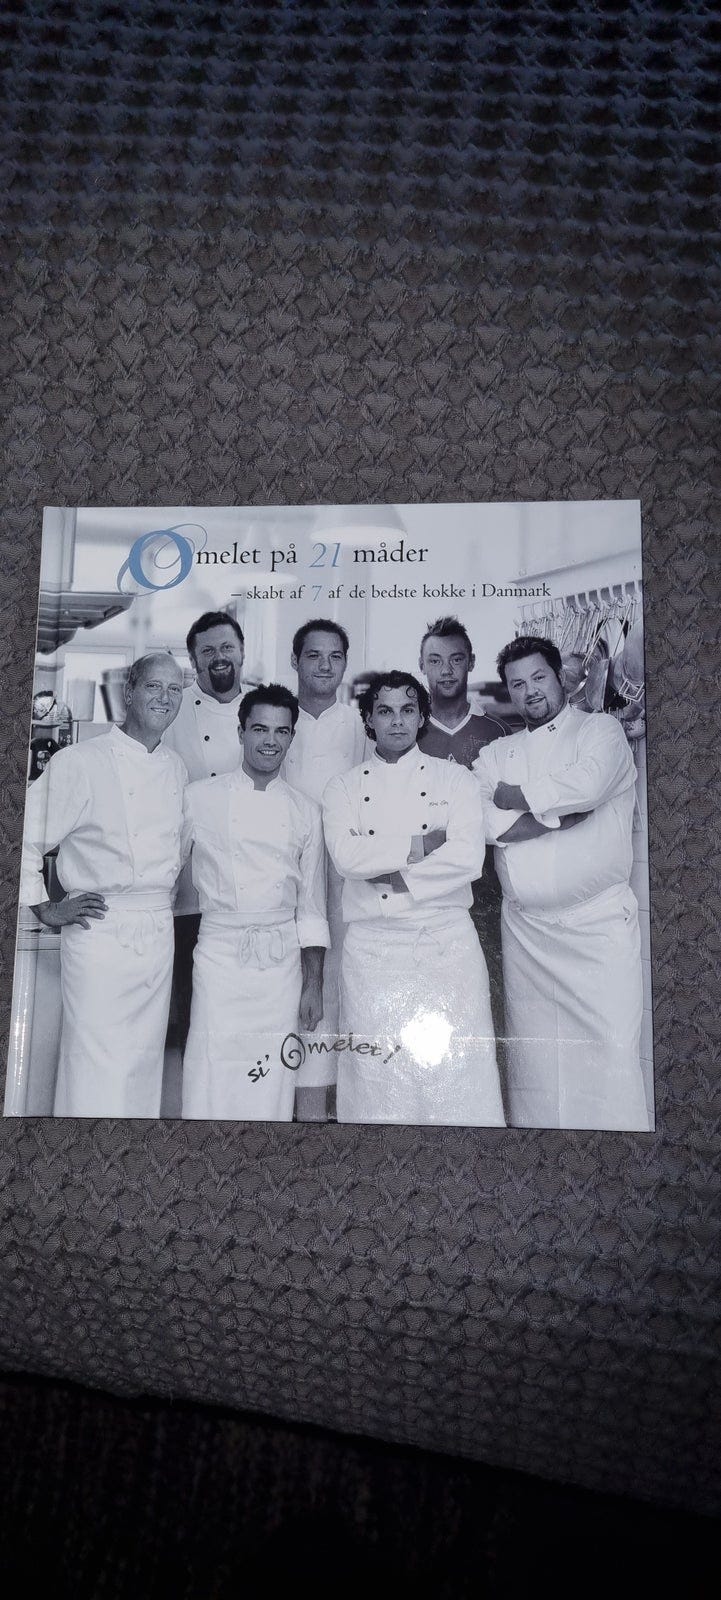 Omelet på 21 måder
– skabt af 7 af de bedste kokke i Danmark
si' Omelet!